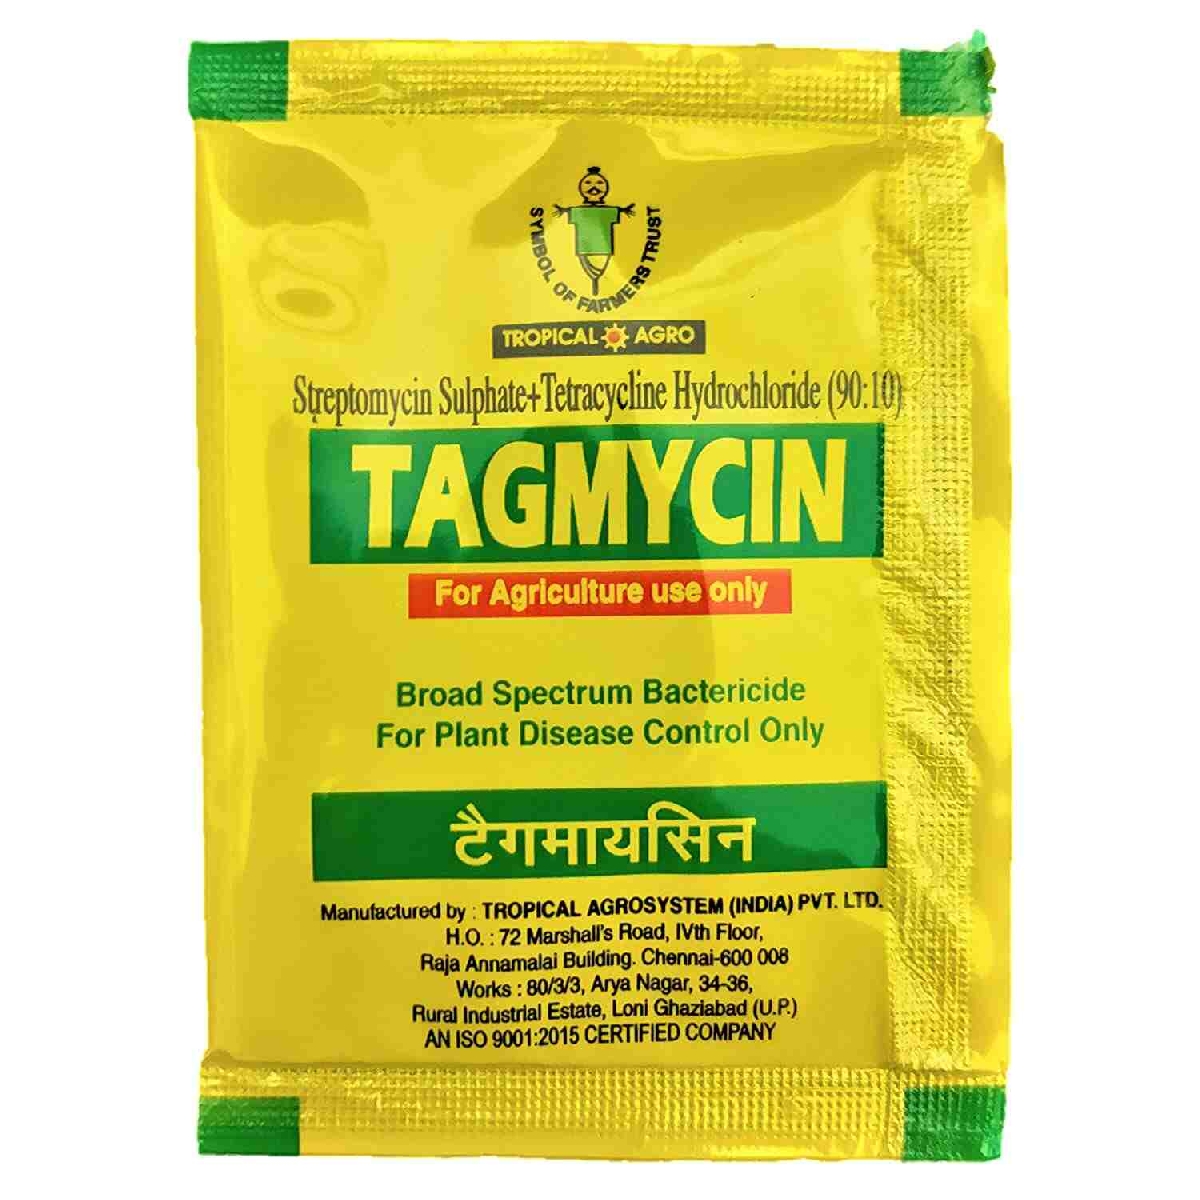 SYMBOL OF FARMERS TRUST
TROPICAL AGRO
Streptomycin Sulphate+Tetracycline Hydrochloride (90:10)
TAGMYCIN
For Agriculture use only
Broad Spectrum Bactericide
For Plant Disease Control Only
टैगमायसिन
Manufactured by : TROPICAL AGROSYSTEM (INDIA) PVT. LTD.
H.O. : 72 Marshall's Road, IVth Floor,
Raja Annamalai Building. Chennai-600 008
Works : 80/3/3, Arya Nagar, 34-36,
Rural Industrial Estate, Loni Ghaziabad (U.P.)
AN ISO 9001:2015 CERTIFIED COMPANY